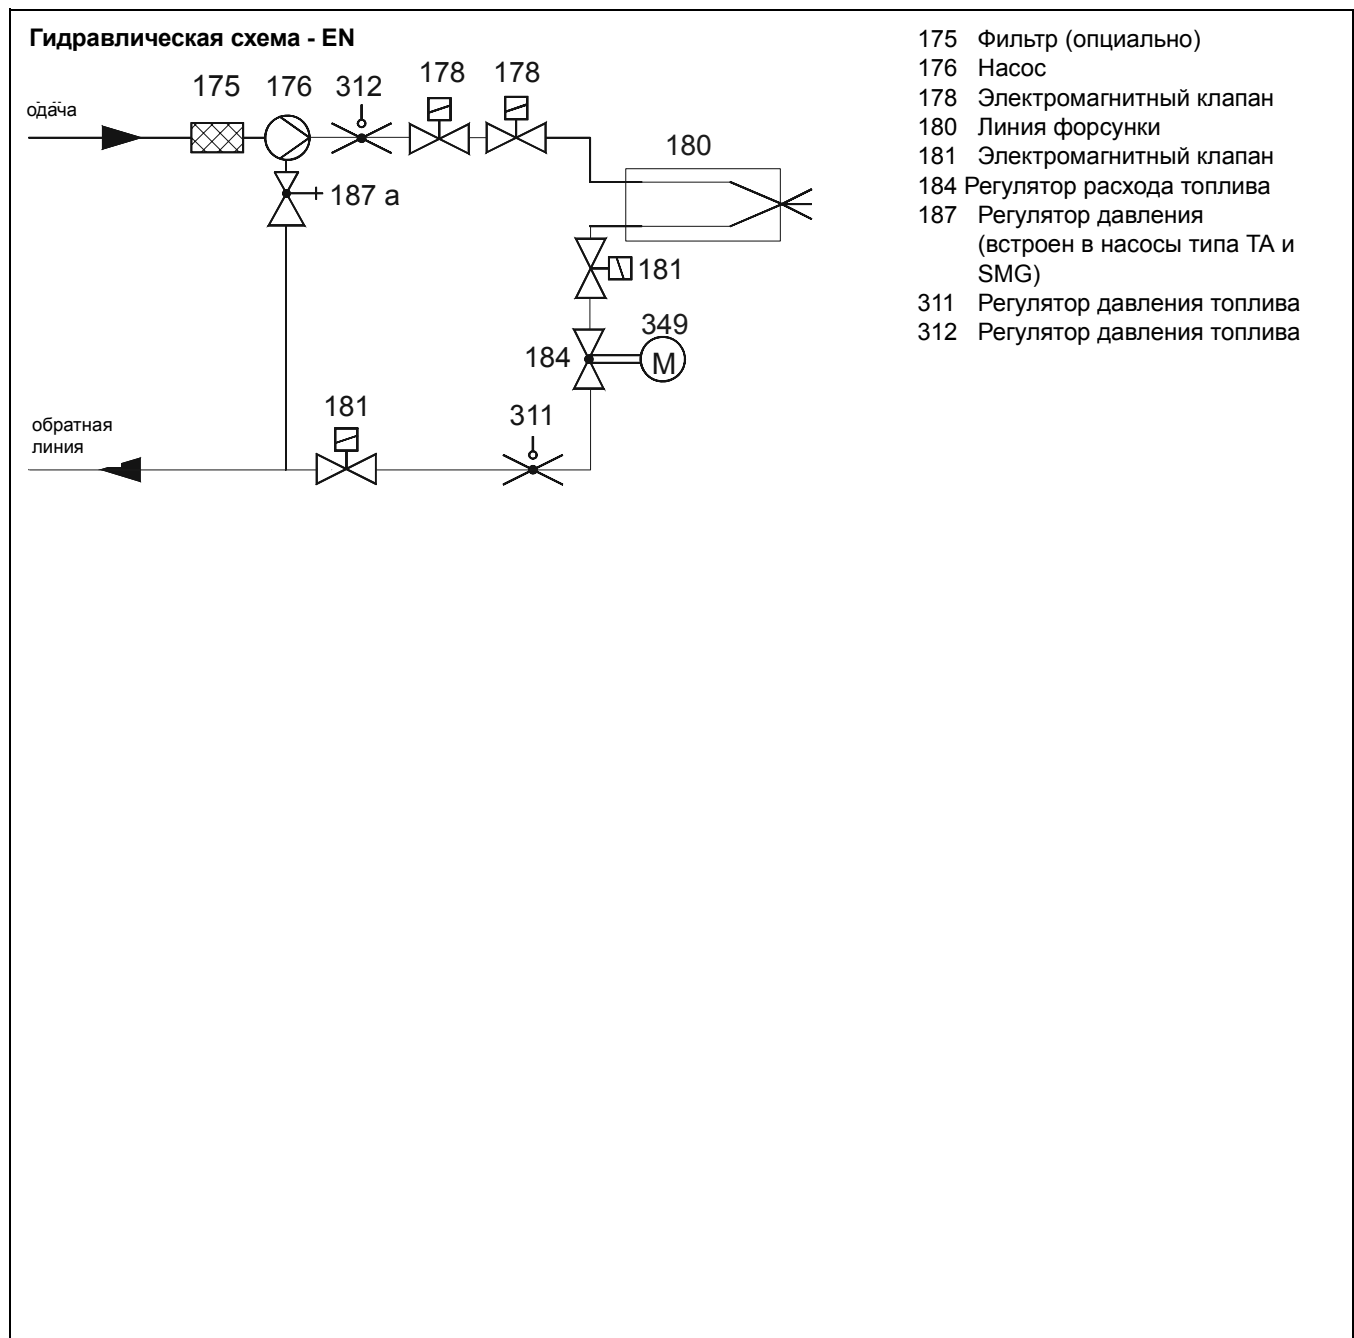 Гидравлическая схема - EN
175 176 312 178 178
одача
180
187 a
181
349
184
M
181
311
обратная
линия
175 Фильтр (опциально)
176 Насос
178 Электромагнитный клапан
180 Линия форсунки
181 Электромагнитный клапан
184 Регулятор расхода топлива
187 Регулятор давления
(встроен в насосы типа TA и
SMG)
311 Регулятор давления топлива
312 Регулятор давления топлива